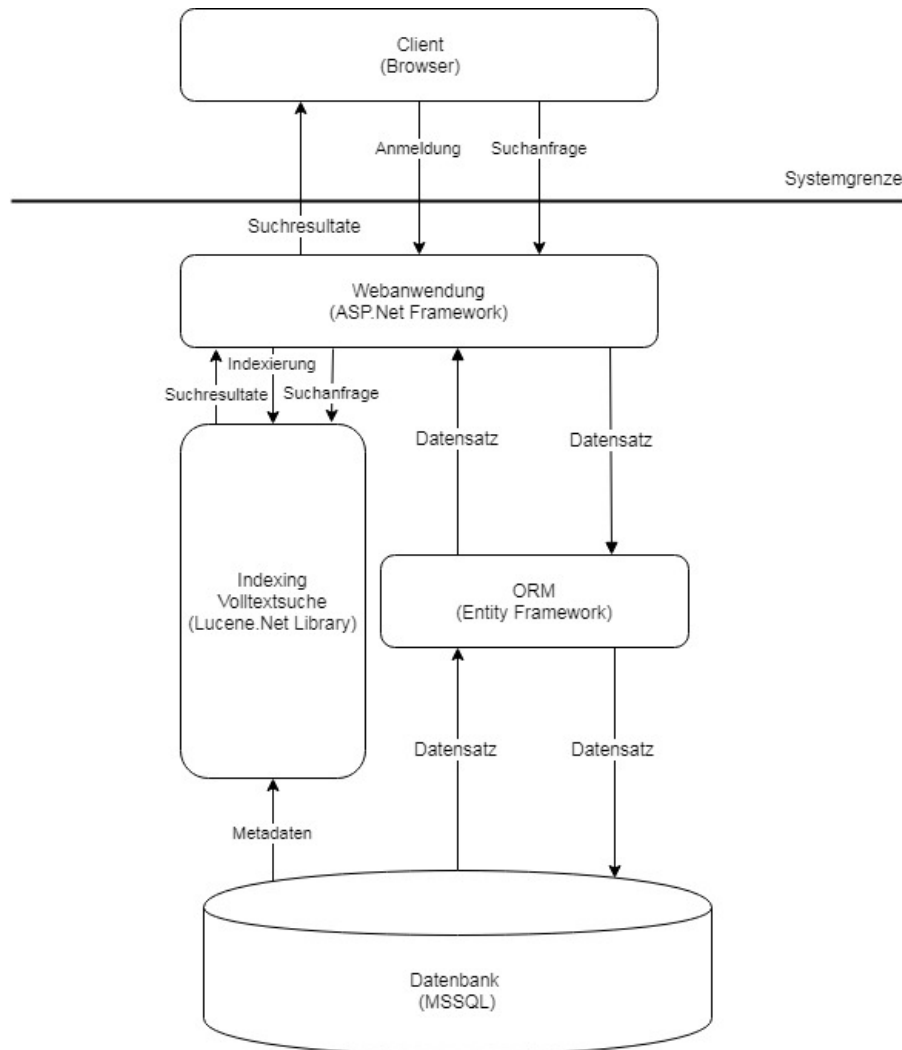 Client
(Browser)
Anmeldung
Suchanfrage
Systemgrenze
Suchresultate
Webanwendung
(ASP.Net Framework)
Indexierung
Suchresultate
Suchanfrage
Datensatz
Datensatz
Indexing
Volltextsuche
(Lucene.Net Library)
ORM
(Entity Framework)
Datensatz
Datensatz
Metadaten
Datenbank
(MSSQL)